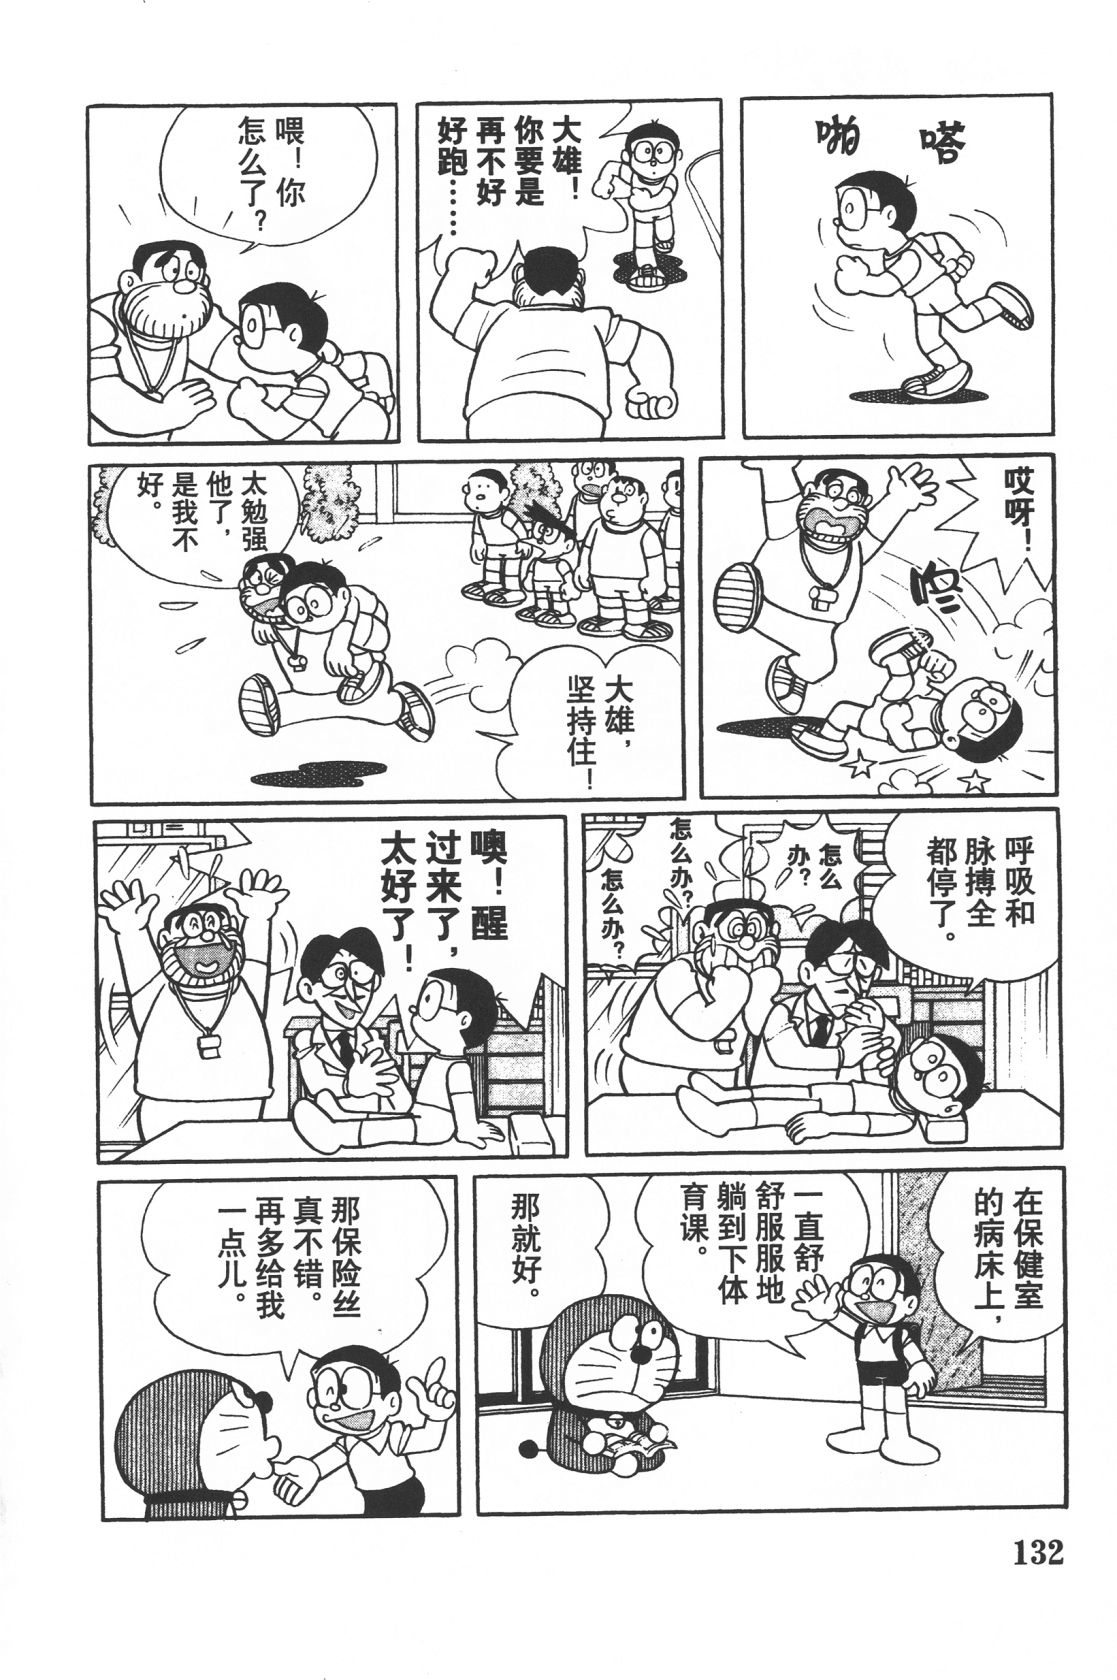 啪
嗒
大雄！
你要是
再不好
好跑……
喂！你
怎么了？
哎呀！
咚
大雄，
坚持住！
太勉强
他了，
是我不
好。
呼吸和
脉搏全
都停了。
怎么
办？
怎么办？
怎么办？
噢！醒
过来了，
太好了！
在保健室
的病床上，
一直舒
舒服服地
躺到下体
育课。
那就好。
那保险丝
真不错。
再多给我
一点儿。
132